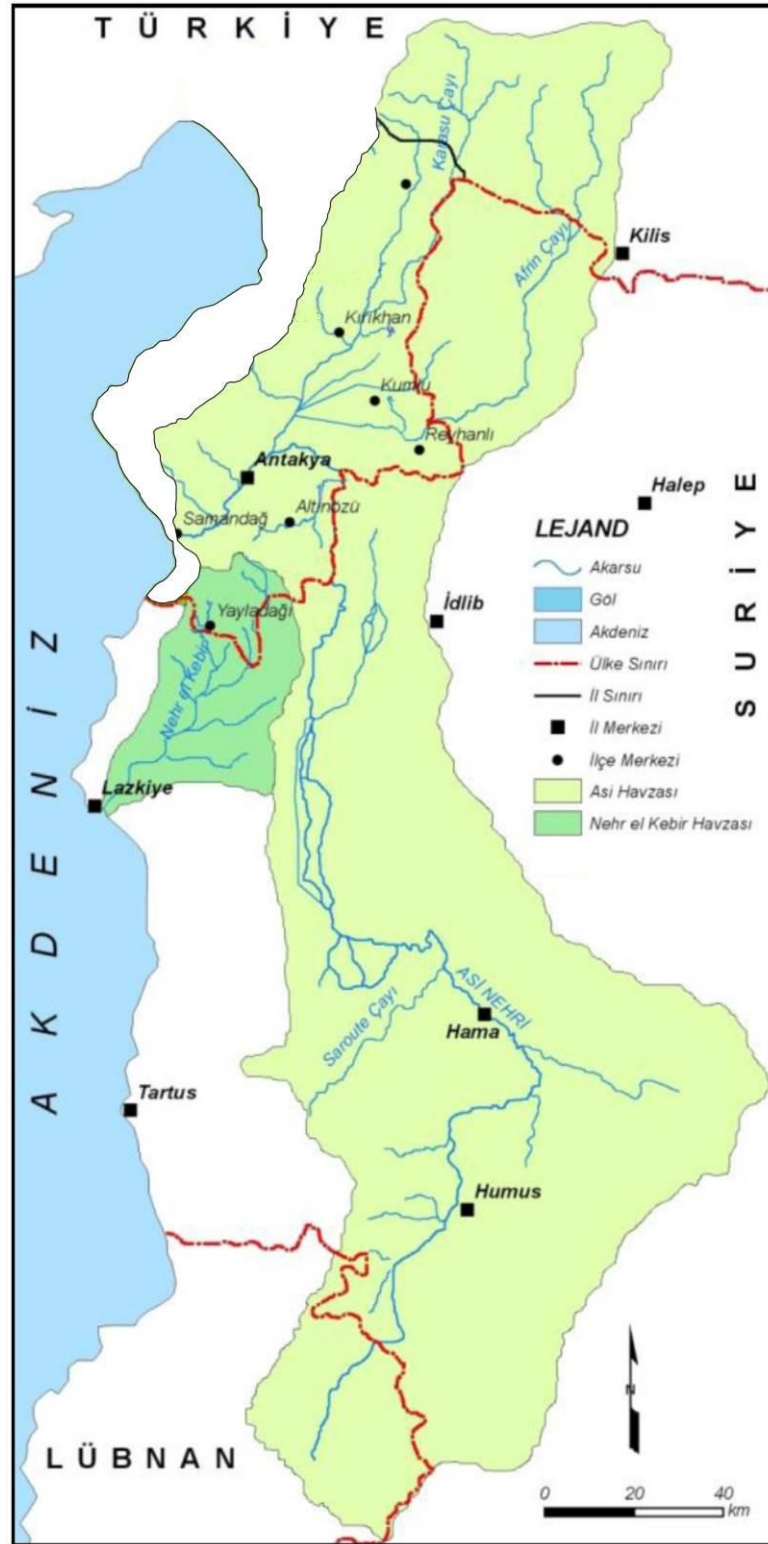 TÜRKİYE
Karasu Çayı
Kilis
Afrin Çayı
Kırıkhan
Kumlu
Reyhanlı
Antakya
Halep
Altınözü
Samandağ
SURİYE
LEJAND
Akarsu
Göl
Akdeniz
Ülke Sınırı
İl Sınırı
İl Merkezi
İlçe Merkezi
Asi Havzası
Nehr el Kebir Havzası
İdlib
Yayladağı
Nehr el Kebir
AKDENİZ
Lazkiye
ASİ NEHRİ
Saroute Çayı
Hama
Tartus
Humus
N
LÜBNAN
0 20 40
km